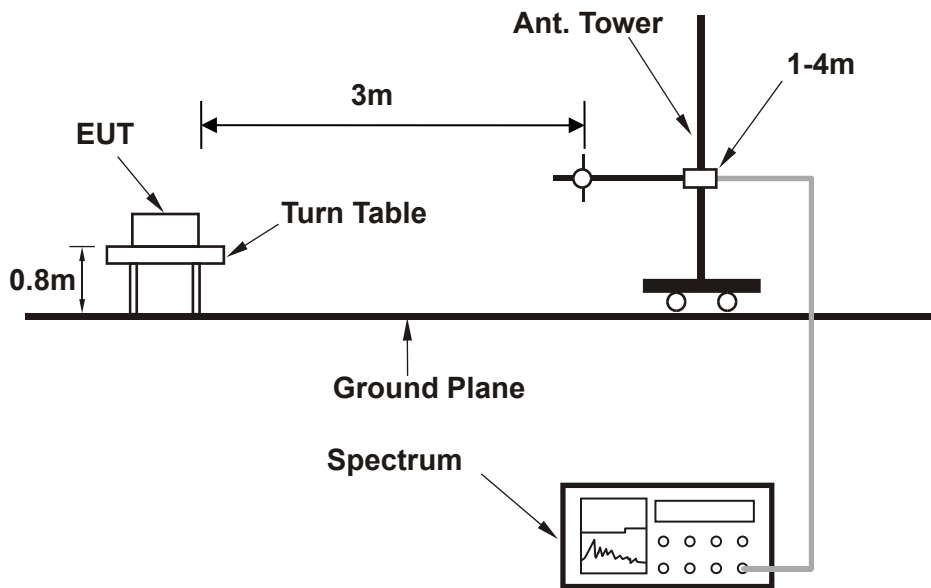 Ant. Tower
1-4m
3m
EUT
Turn Table
0.8m
Ground Plane
Spectrum